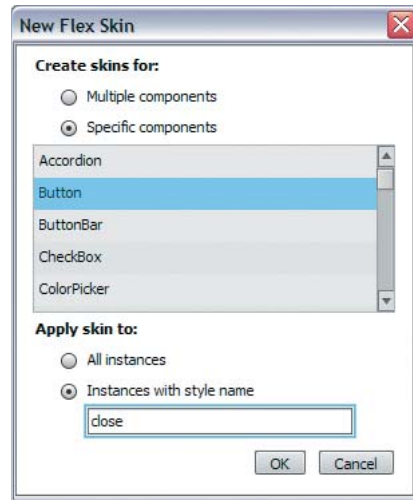 New Flex Skin
Create skins for:
Multiple components
Specific components
Accordion
Button
ButtonBar
CheckBox
ColorPicker
Apply skin to:
All instances
Instances with style name
close
OK Cancel